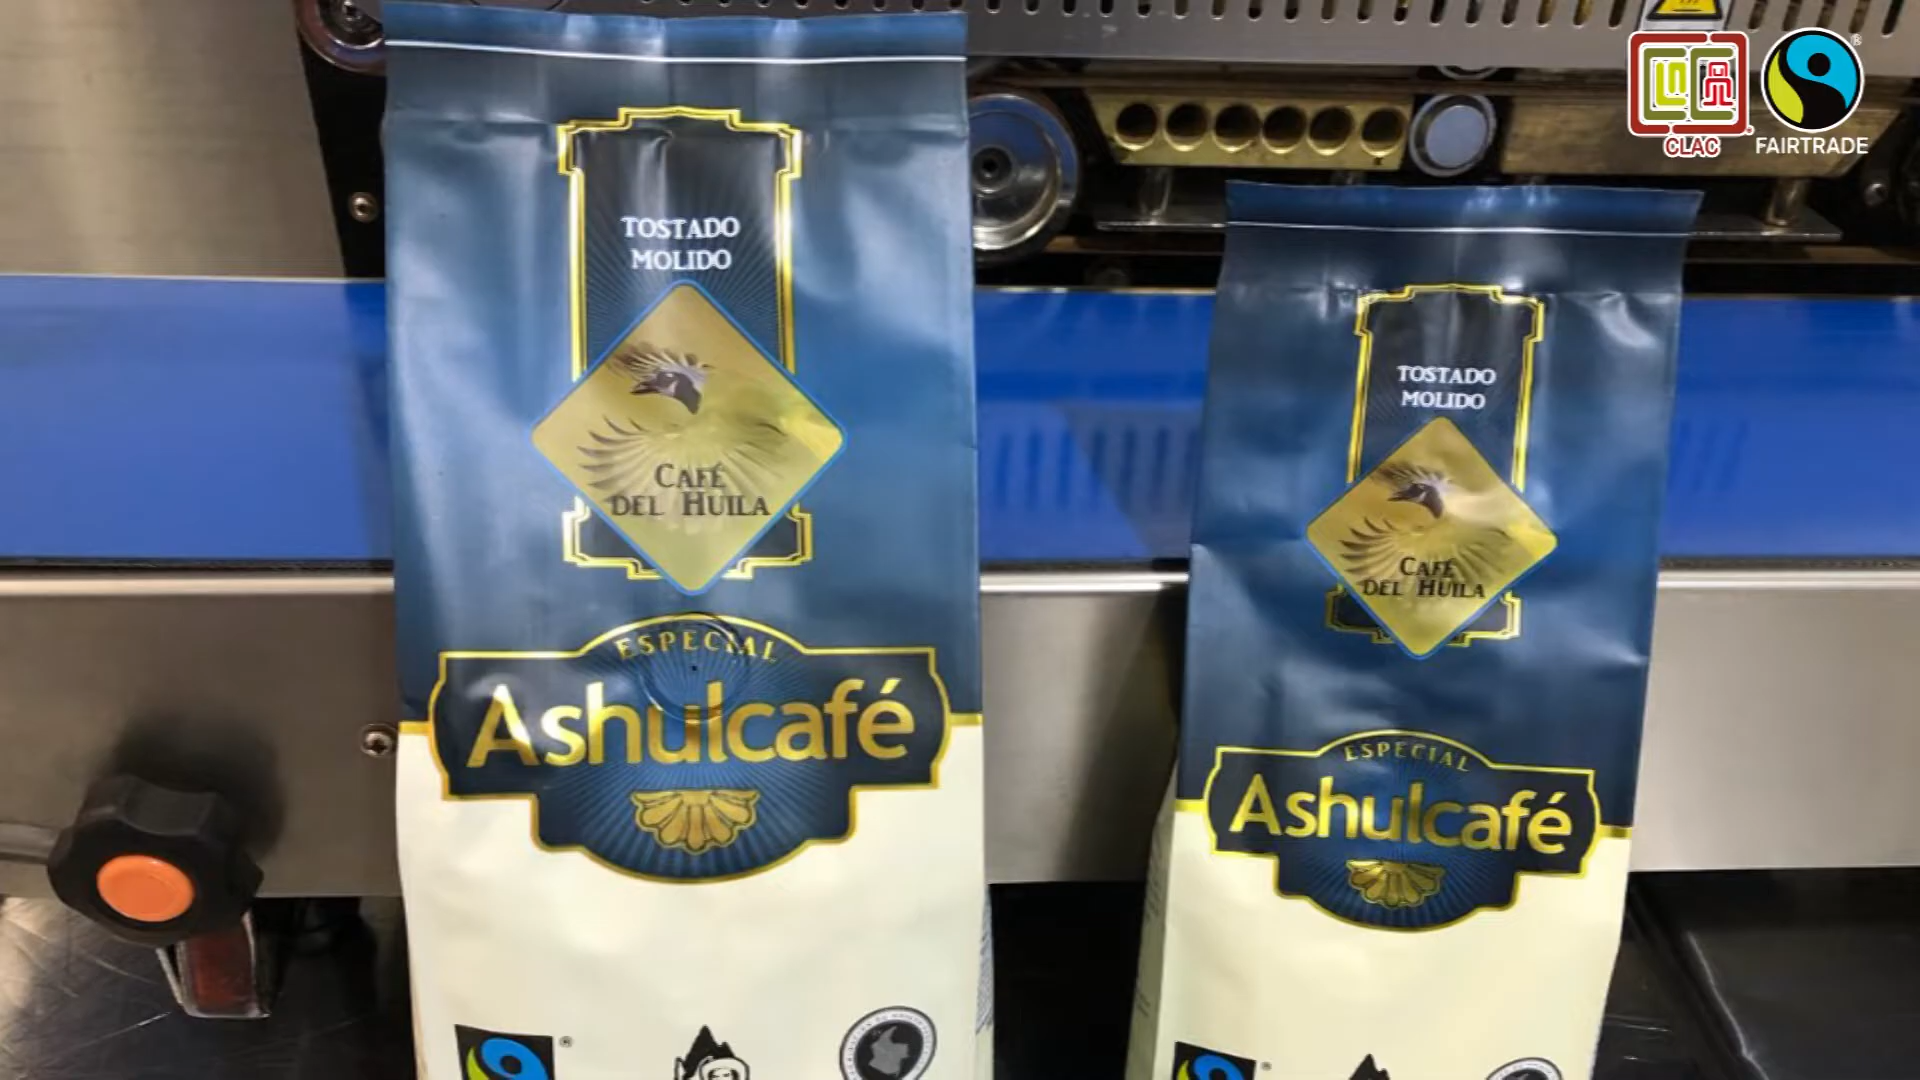 TOSTADO
MOLIDO
CAFÉ
DEL HUILA
ESPECIAL
Ashulcafé
®
TOSTADO
MOLIDO
CAFÉ
DEL HUILA
ESPECIAL
Ashulcafé
®
CLAC
FAIRTRADE
®